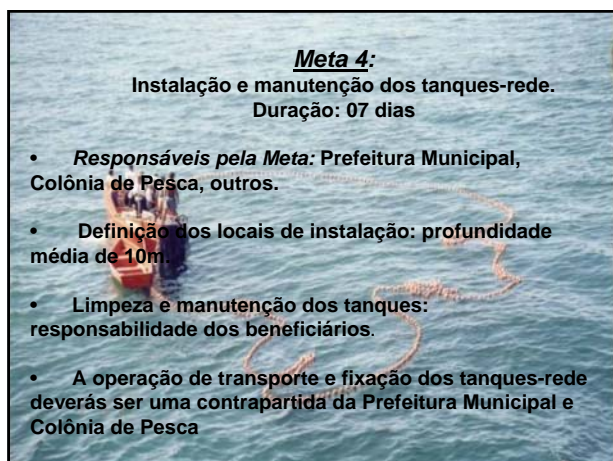 Meta 4:
Instalação e manutenção dos tanques-rede.
Duração: 07 dias
• Responsáveis pela Meta: Prefeitura Municipal,
Colônia de Pesca, outros.
• Definição dos locais de instalação: profundidade
média de 10m.
• Limpeza e manutenção dos tanques:
responsabilidade dos beneficiários.
• A operação de transporte e fixação dos tanques-rede
deverás ser uma contrapartida da Prefeitura Municipal e
Colônia de Pesca